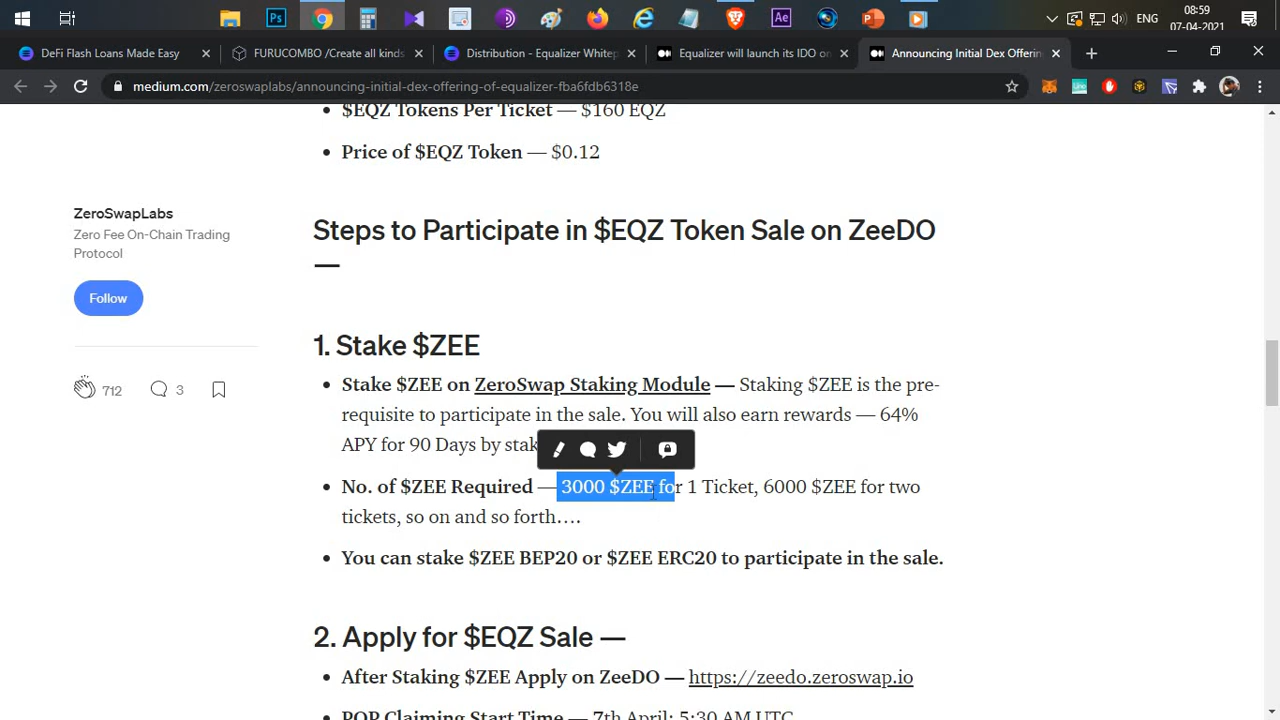 Ps
Ae
ENG
08:59
07-04-2021
DeFi Flash Loans Made Easy
FURUCOMBO /Create all kinds
Distribution - Equalizer Whitep
Equalizer will launch its IDO on
Announcing Initial Dex Offerin
medium.com/zeroswaplabs/announcing-initial-dex-offering-of-equalizer-fba6fdb6318e
• $EQZ Tokens Per Ticket — $160 EQZ
• Price of $EQZ Token — $0.12
ZeroSwapLabs
Zero Fee On-Chain Trading
Protocol
Follow
712
3
Steps to Participate in $EQZ Token Sale on ZeeDO
—
1. Stake $ZEE
• Stake $ZEE on ZeroSwap Staking Module — Staking $ZEE is the pre-
requisite to participate in the sale. You will also earn rewards — 64%
APY for 90 Days by stak
• No. of $ZEE Required — 3000 $ZEE for 1 Ticket, 6000 $ZEE for two
tickets, so on and so forth….
• You can stake $ZEE BEP20 or $ZEE ERC20 to participate in the sale.
2. Apply for $EQZ Sale —
• After Staking $ZEE Apply on ZeeDO — https://zeedo.zeroswap.io
• POP Claiming Start Time — 7th April; 5:30 AM UTC